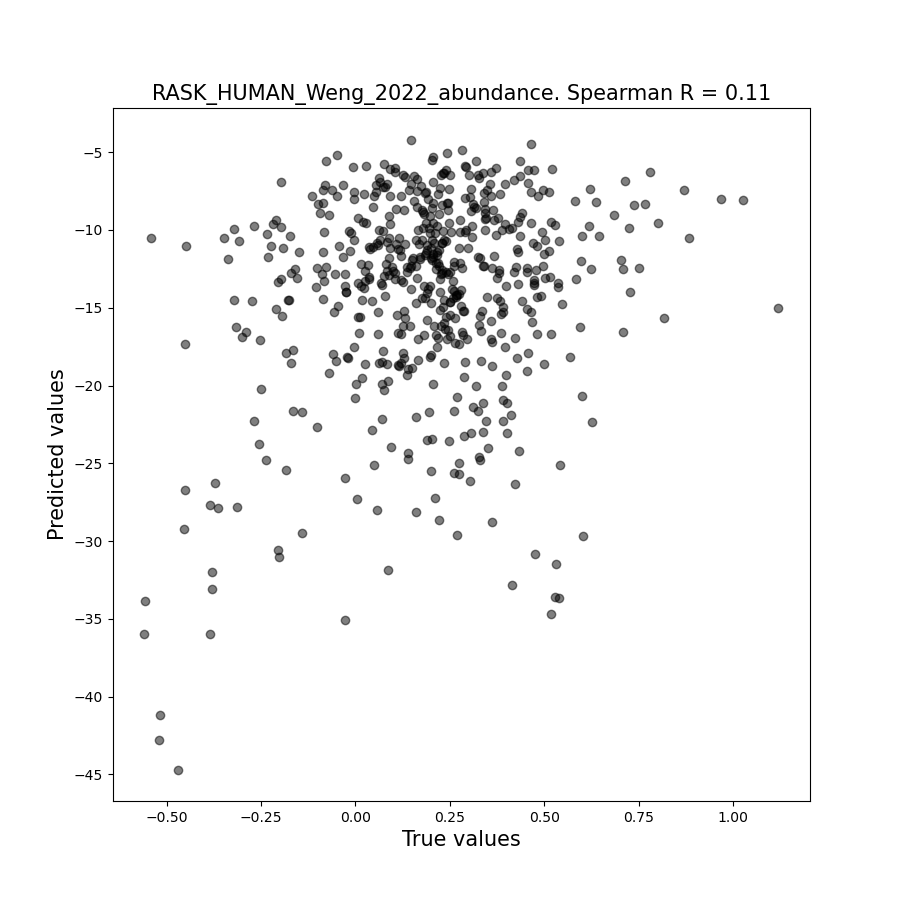 RASK_HUMAN_Weng_2022_abundance. Spearman R = 0.11
−5
−10
−15
−20
−25
−30
−35
−40
−45
Predicted values
−0.50 −0.25 0.00 0.25 0.50 0.75 1.00
True values